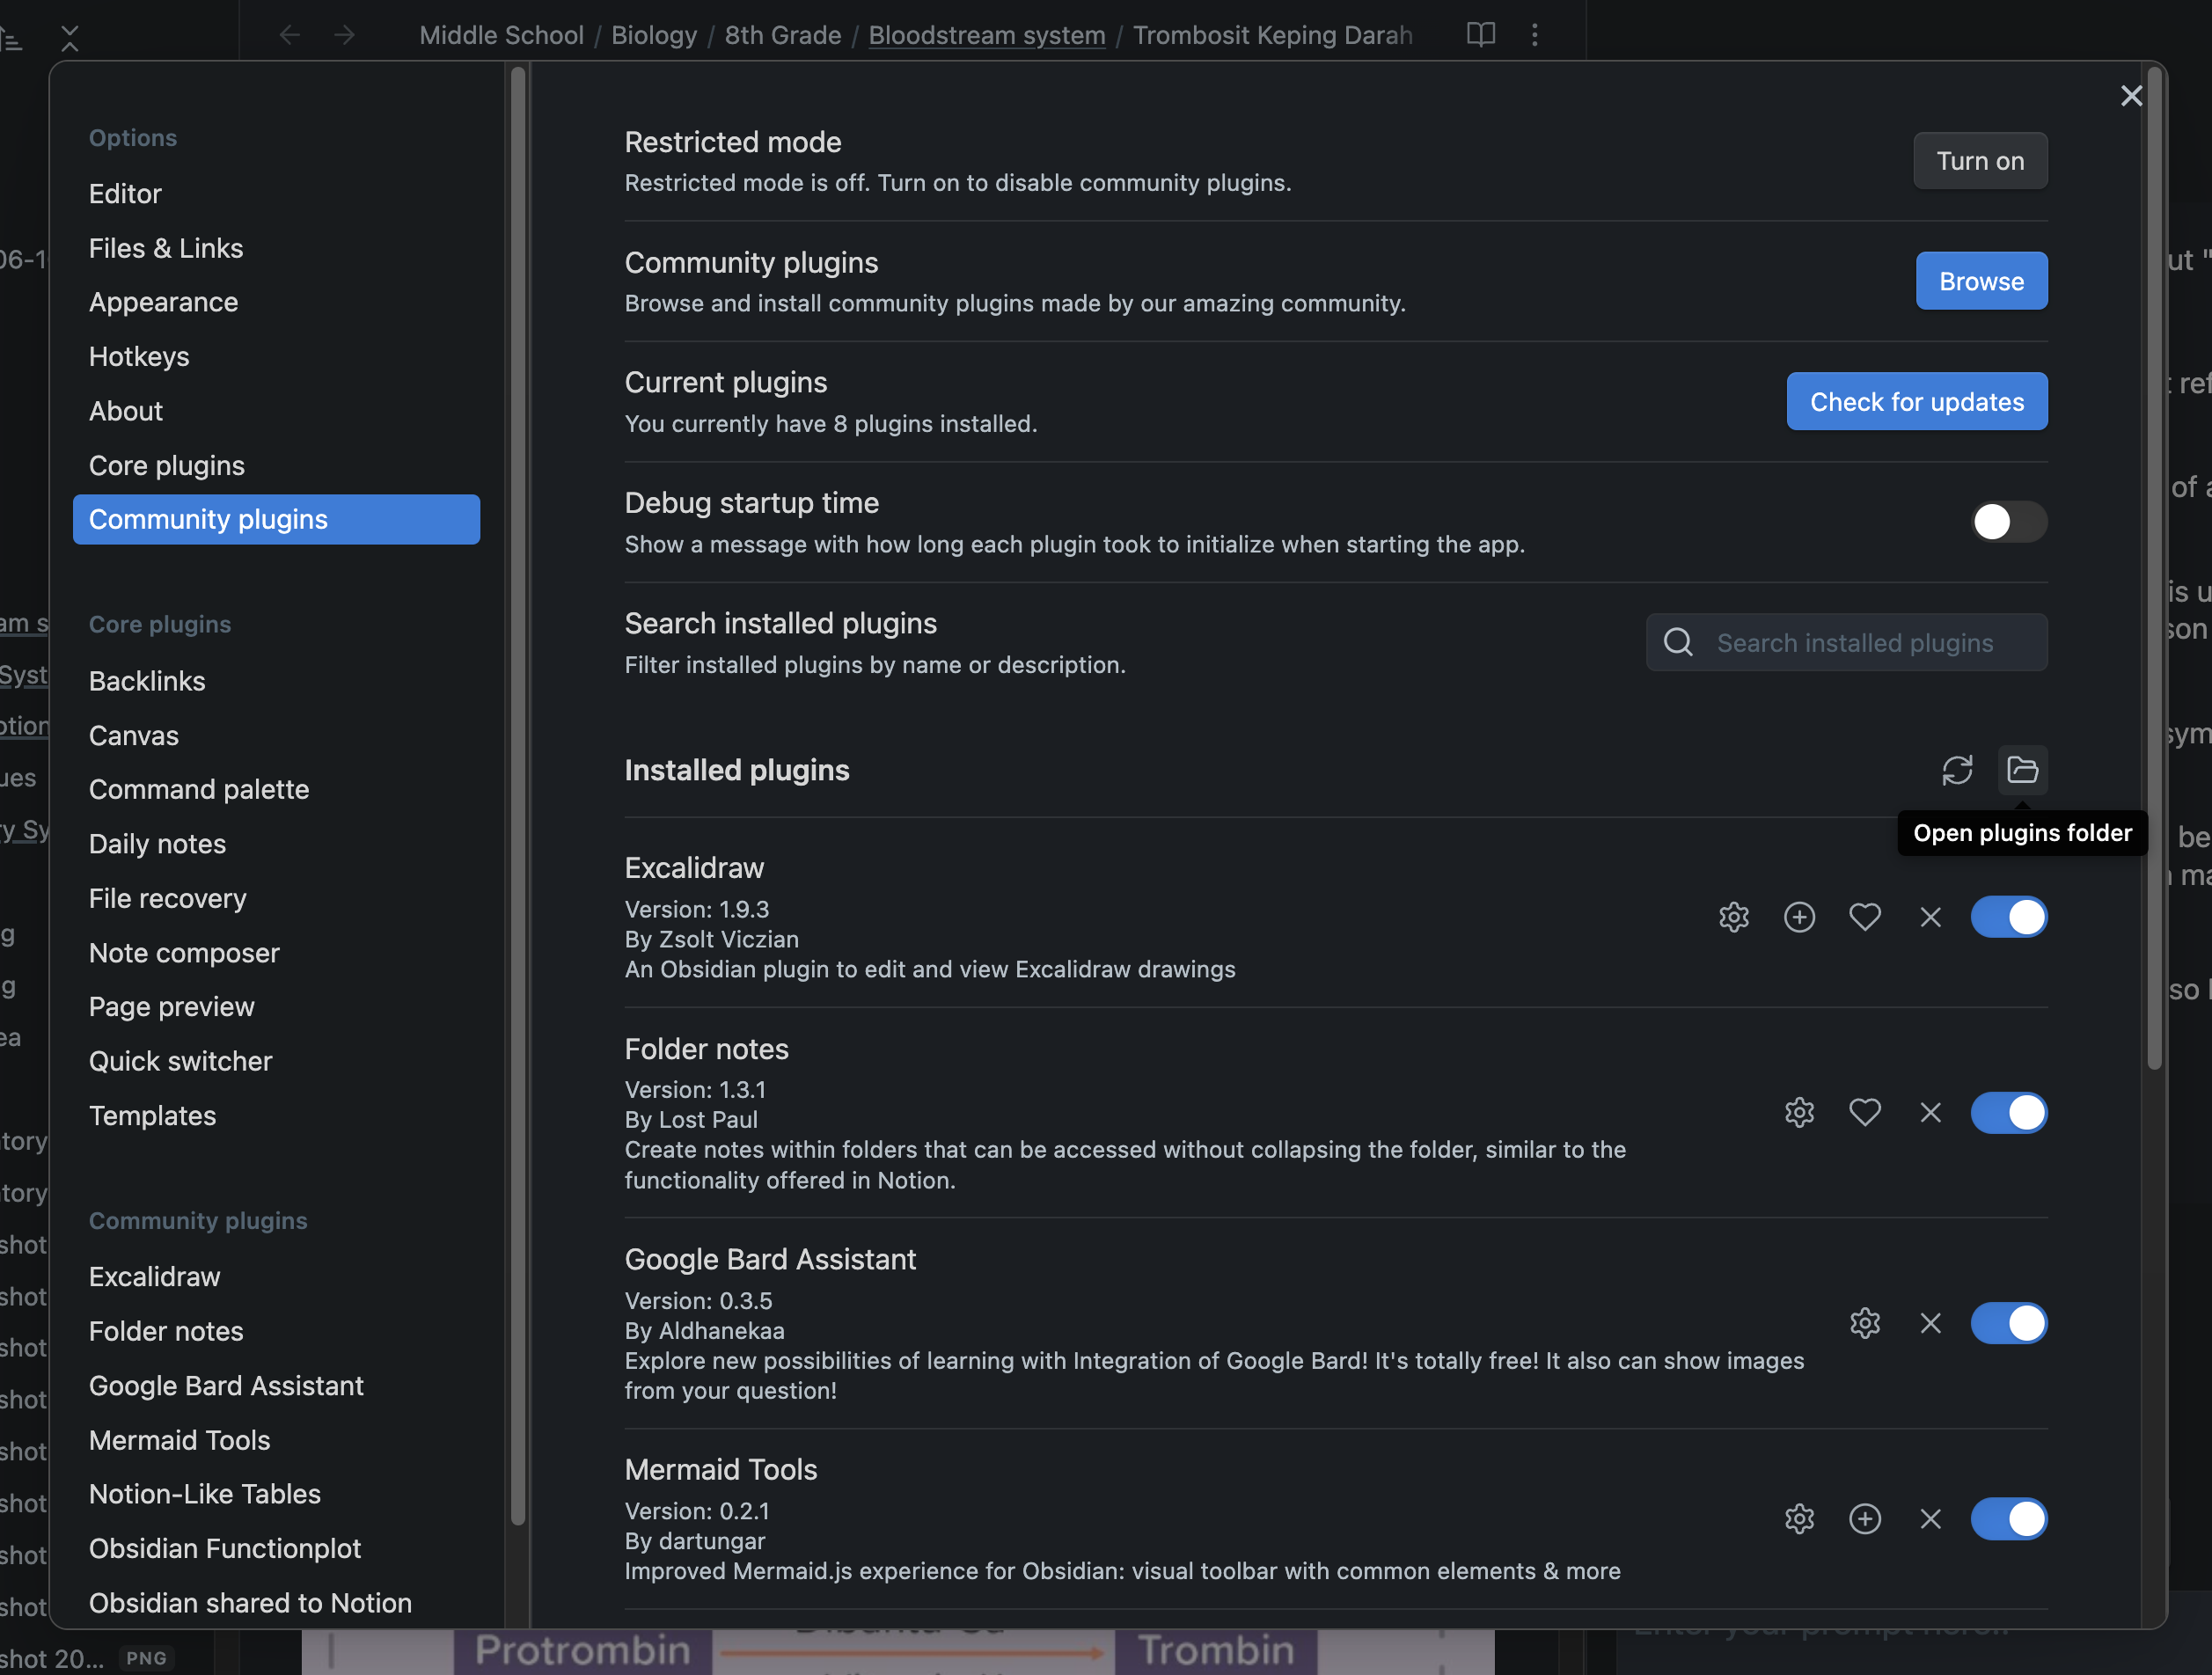 Middle School / Biology / 8th Grade / Bloodstream system / Trombosit Keping Darah
Options
Editor
Files & Links
Appearance
Hotkeys
About
Core plugins
Community plugins
Core plugins
Backlinks
Canvas
Command palette
Daily notes
File recovery
Note composer
Page preview
Quick switcher
Templates
Community plugins
Excalidraw
Folder notes
Google Bard Assistant
Mermaid Tools
Notion-Like Tables
Obsidian Functionplot
Obsidian shared to Notion
Restricted mode
Restricted mode is off. Turn on to disable community plugins.
Turn on
Community plugins
Browse and install community plugins made by our amazing community.
Browse
Current plugins
You currently have 8 plugins installed.
Check for updates
Debug startup time
Show a message with how long each plugin took to initialize when starting the app.
Search installed plugins
Filter installed plugins by name or description.
Search installed plugins
Installed plugins
Open plugins folder
Excalidraw
Version: 1.9.3
By Zsolt Viczian
An Obsidian plugin to edit and view Excalidraw drawings
Folder notes
Version: 1.3.1
By Lost Paul
Create notes within folders that can be accessed without collapsing the folder, similar to the
functionality offered in Notion.
Google Bard Assistant
Version: 0.3.5
By Aldhanekaa
Explore new possibilities of learning with Integration of Google Bard! It's totally free! It also can show images
from your question!
Mermaid Tools
Version: 0.2.1
By dartungar
Improved Mermaid.js experience for Obsidian: visual toolbar with common elements & more
shot 20... PNG
Protrombin
Trombin